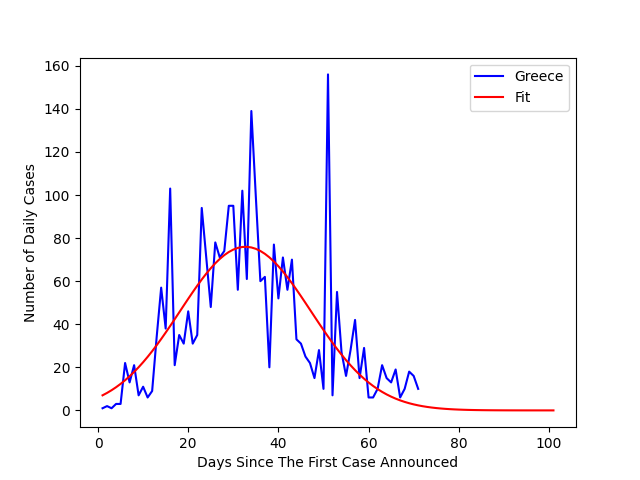 160
140
120
100
80
60
40
20
0
Number of Daily Cases
Greece
Fit
0 20 40 60 80 100
Days Since The First Case Announced